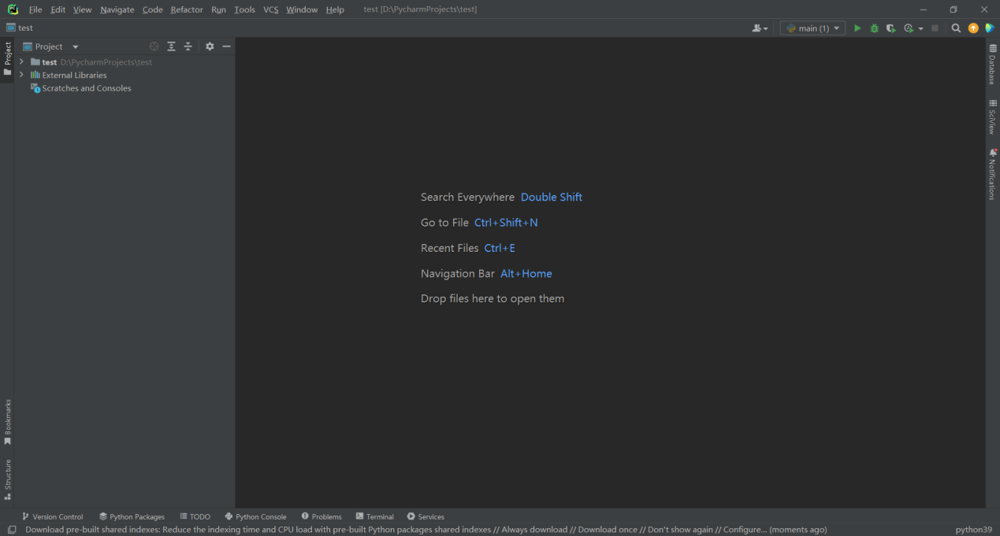 File Edit View Navigate Code Refactor Run Tools VCS Window Help test [D:\PycharmProjects\test]
test
main (1)
Project
Project
test D:\PycharmProjects\test
External Libraries
Scratches and Consoles
Search Everywhere Double Shift
Go to File Ctrl+Shift+N
Recent Files Ctrl+E
Navigation Bar Alt+Home
Drop files here to open them
Database
SciView
Notifications
Bookmarks
Structure
Version Control Python Packages TODO Python Console Problems Terminal Services
Download pre-built shared indexes: Reduce the indexing time and CPU load with pre-built Python packages shared indexes // Always download // Download once // Don't show again // Configure... (moments ago) python39